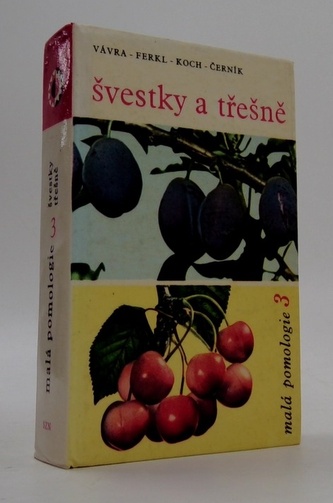 VÁVRA - FERKL - KOCH - ČERNÍK
švestky a třešně
malá pomologie 3
malá pomologie 3 švestky
třešně